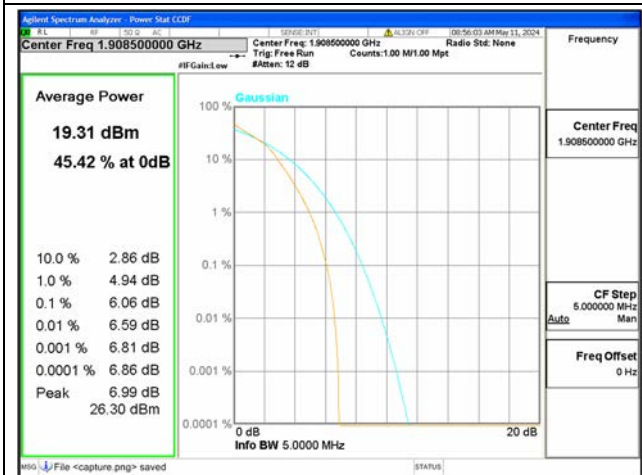 Agilent Spectrum Analyzer - Power Stat CCDF
RL RF 50 Ω AC SENSE:INT ALIGN OFF 08:56:03 AM May 11, 2024
Center Freq 1.908500000 GHz
Center Freq: 1.908500000 GHz Radio Std: None
Trig: Free Run Counts:1.00 M/1.00 Mpt
#IFGain:Low #Atten: 12 dB
Frequency
Average Power
19.31 dBm
45.42 % at 0dB
10.0 % 2.86 dB
1.0 % 4.94 dB
0.1 % 6.06 dB
0.01 % 6.59 dB
0.001 % 6.81 dB
0.0001 % 6.86 dB
Peak 6.99 dB
26.30 dBm
Gaussian
100 %
10 %
1 %
0.1 %
0.01 %
0.001 %
0.0001 %
0 dB 20 dB
Info BW 5.0000 MHz
Center Freq
1.908500000 GHz
CF Step
5.000000 MHz
Auto Man
Freq Offset
0 Hz
MSG File <capture.png> saved STATUS